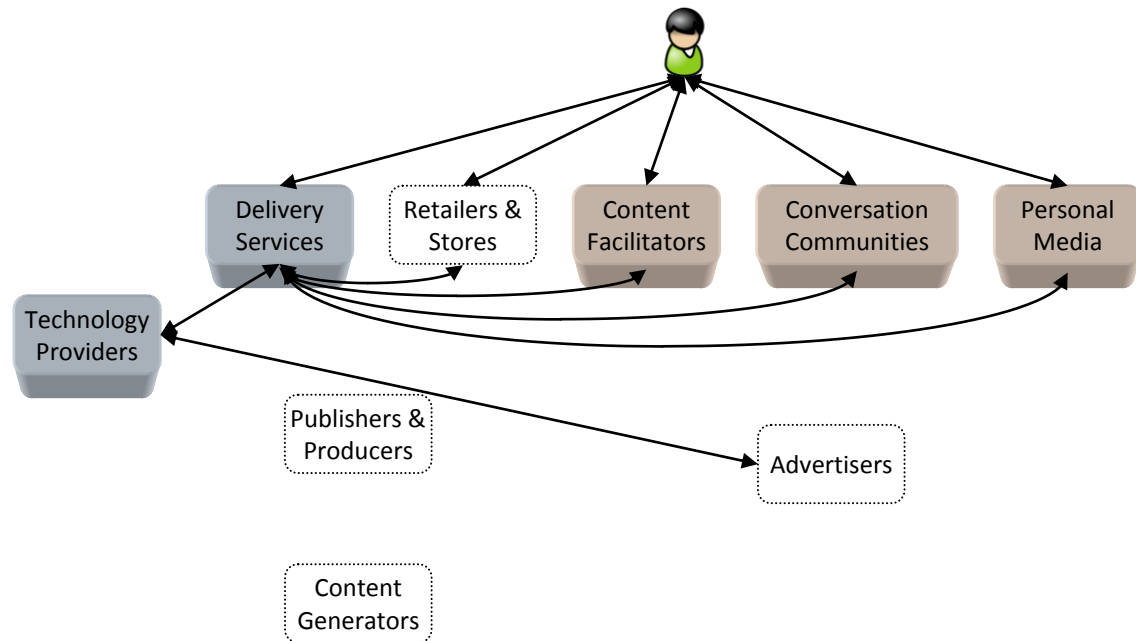 Delivery
Services
Retailers &
Stores
Content
Facilitators
Conversation
Communities
Personal
Media
Technology
Providers
Publishers &
Producers
Advertisers
Content
Generators